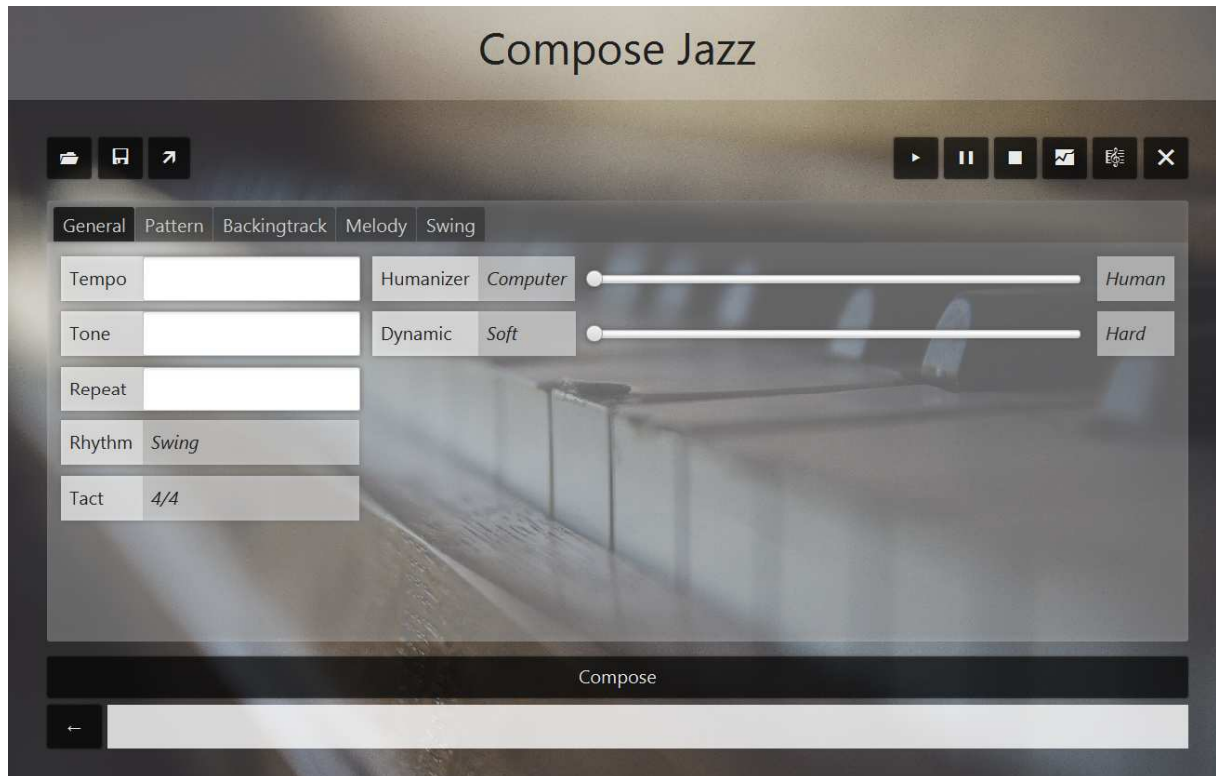 Compose Jazz
General Pattern Backingtrack Melody Swing
Tempo Humanizer Computer Human
Tone Dynamic Soft Hard
Repeat
Rhythm Swing
Tact 4/4
Compose